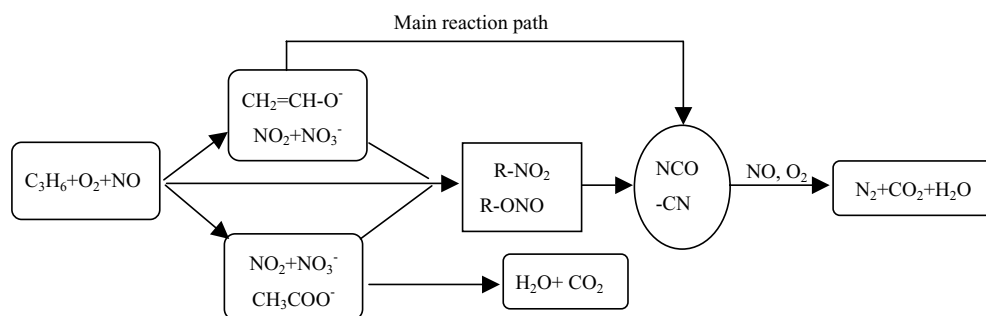 Main reaction path
CH₂=CH-O⁻
NO₂+NO₃⁻
C₃H₆+O₂+NO
R-NO₂
R-ONO
NCO
-CN
NO, O₂
N₂+CO₂+H₂O
NO₂+NO₃⁻
CH₃COO⁻
H₂O+ CO₂